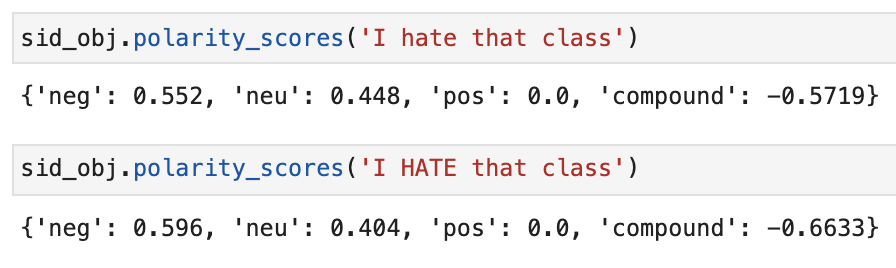 sid_obj.polarity_scores('I hate that class')
{'neg': 0.552, 'neu': 0.448, 'pos': 0.0, 'compound': -0.5719}
sid_obj.polarity_scores('I HATE that class')
{'neg': 0.596, 'neu': 0.404, 'pos': 0.0, 'compound': -0.6633}